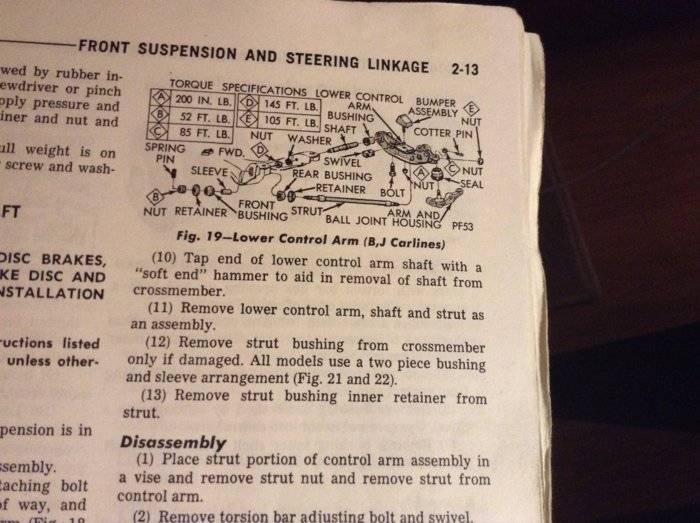 FRONT SUSPENSION AND STEERING LINKAGE 2-13
wed by rubber in-
ewdriver or pinch
pply pressure and
iner and nut and
ull weight is on
screw and wash-
FT
DISC BRAKES,
KE DISC AND
NSTALLATION
ructions listed
unless other-
pension is in
ssembly.
taching bolt
of way, and
TORQUE SPECIFICATIONS
A 200 IN. LB. D 145 FT. LB.
B 52 FT. LB. E 105 FT. LB.
C 85 FT. LB.
LOWER CONTROL
ARM
BUMPER
ASSEMBLY
E
NUT
BUSHING
SHAFT
COTTER PIN
NUT
WASHER
SPRING
PIN
FWD.
D
SWIVEL
SLEEVE
REAR BUSHING
RETAINER
BOLT
A
NUT
C
NUT
SEAL
B
NUT
RETAINER
FRONT
BUSHING
STRUT
BALL JOINT
ARM AND
HOUSING
PF53
Fig. 19—Lower Control Arm (B,J Carlines)
(10) Tap end of lower control arm shaft with a
"soft end" hammer to aid in removal of shaft from
crossmember.
(11) Remove lower control arm, shaft and strut as
an assembly.
(12) Remove strut bushing from crossmember
only if damaged. All models use a two piece bushing
and sleeve arrangement (Fig. 21 and 22).
(13) Remove strut bushing inner retainer from
strut.
Disassembly
(1) Place strut portion of control arm assembly in
a vise and remove strut nut and remove strut from
control arm.
(2) Remove torsion bar adjusting bolt and swivel.